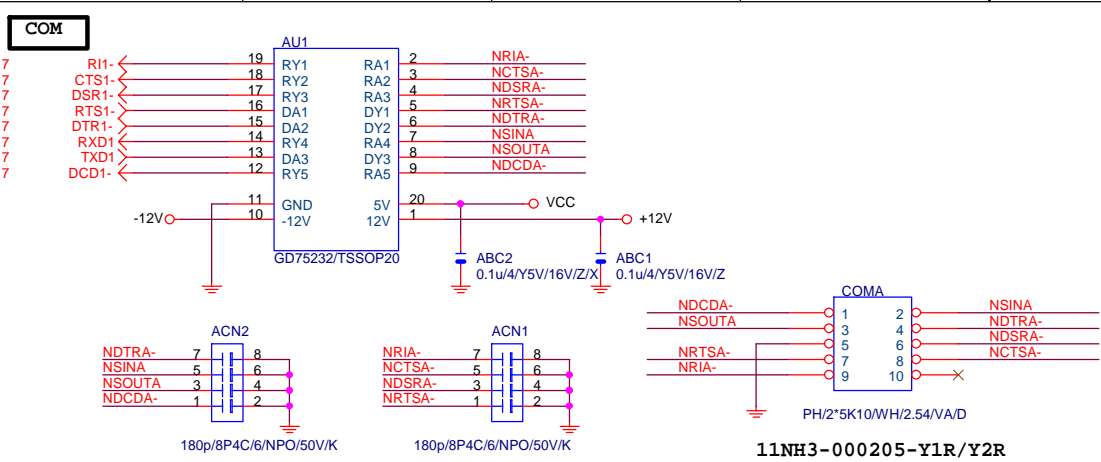 COM
AU1
7 RI1- 19 RY1 RA1 2 NRIA-
7 CTS1- 18 RY2 RA2 3 NCTSA-
7 DSR1- 17 RY3 RA3 4 NDSRA-
7 RTS1- 16 DA1 DY1 5 NRTSA-
7 DTR1- 15 DA2 DY2 6 NDTRA-
7 RXD1 14 RY4 RA4 7 NSINA
7 TXD1 13 DA3 DY3 8 NSOUTA
7 DCD1- 12 RY5 RA5 9 NDCDA-
11 GND 5V 20 VCC
-12V 10 -12V 12V 1 +12V
GD75232/TSSOP20
ABC2
0.1u/4/Y5V/16V/Z/X
ABC1
0.1u/4/Y5V/16V/Z
ACN2
NDTRA- 7 8
NSINA 5 6
NSOUTA 3 4
NDCDA- 1 2
180p/8P4C/6/NPO/50V/K
ACN1
NRIA- 7 8
NCTSA- 5 6
NDSRA- 3 4
NRTSA- 1 2
180p/8P4C/6/NPO/50V/K
COMA
NDCDA- 1 2 NSINA
NSOUTA 3 4 NDTRA-
5 6 NDSRA-
NRTSA- 7 8 NCTSA-
NRIA- 9 10
PH/2*5K10/WH/2.54/VA/D
11NH3-000205-Y1R/Y2R